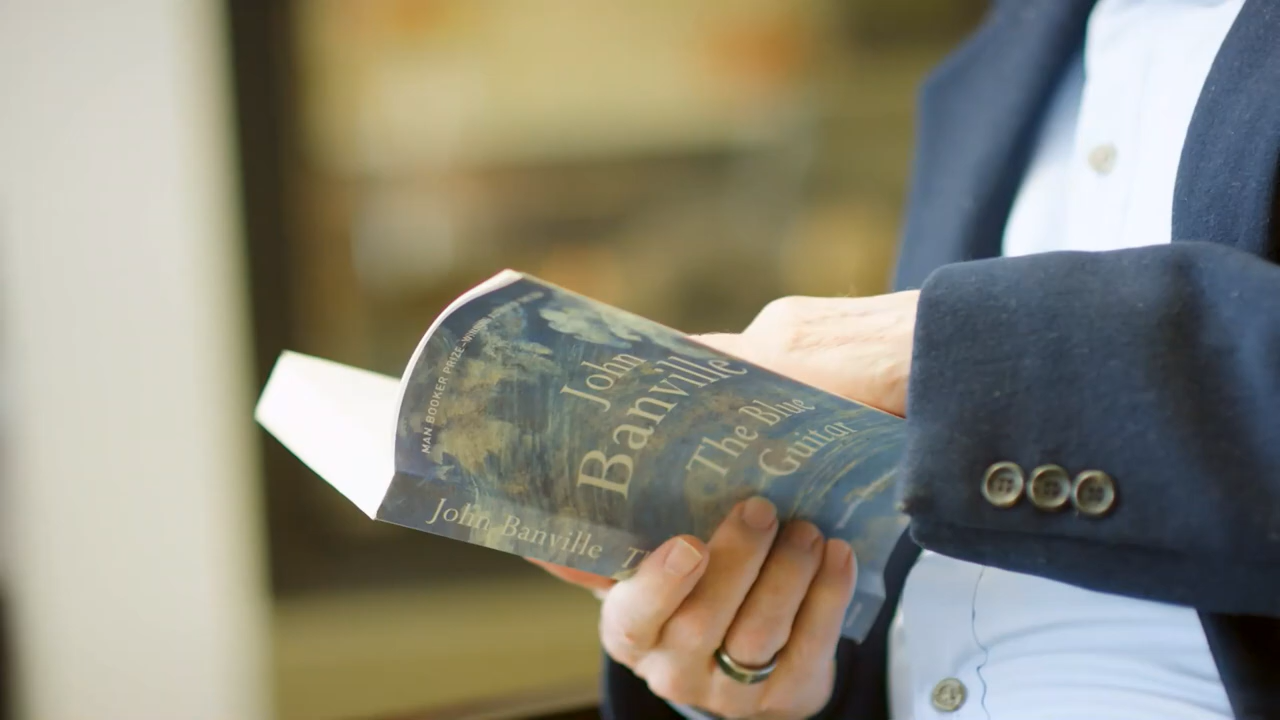 MAN BOOKER PRIZE-WINNING
John
Banville
The Blue
Guitar
John Banville